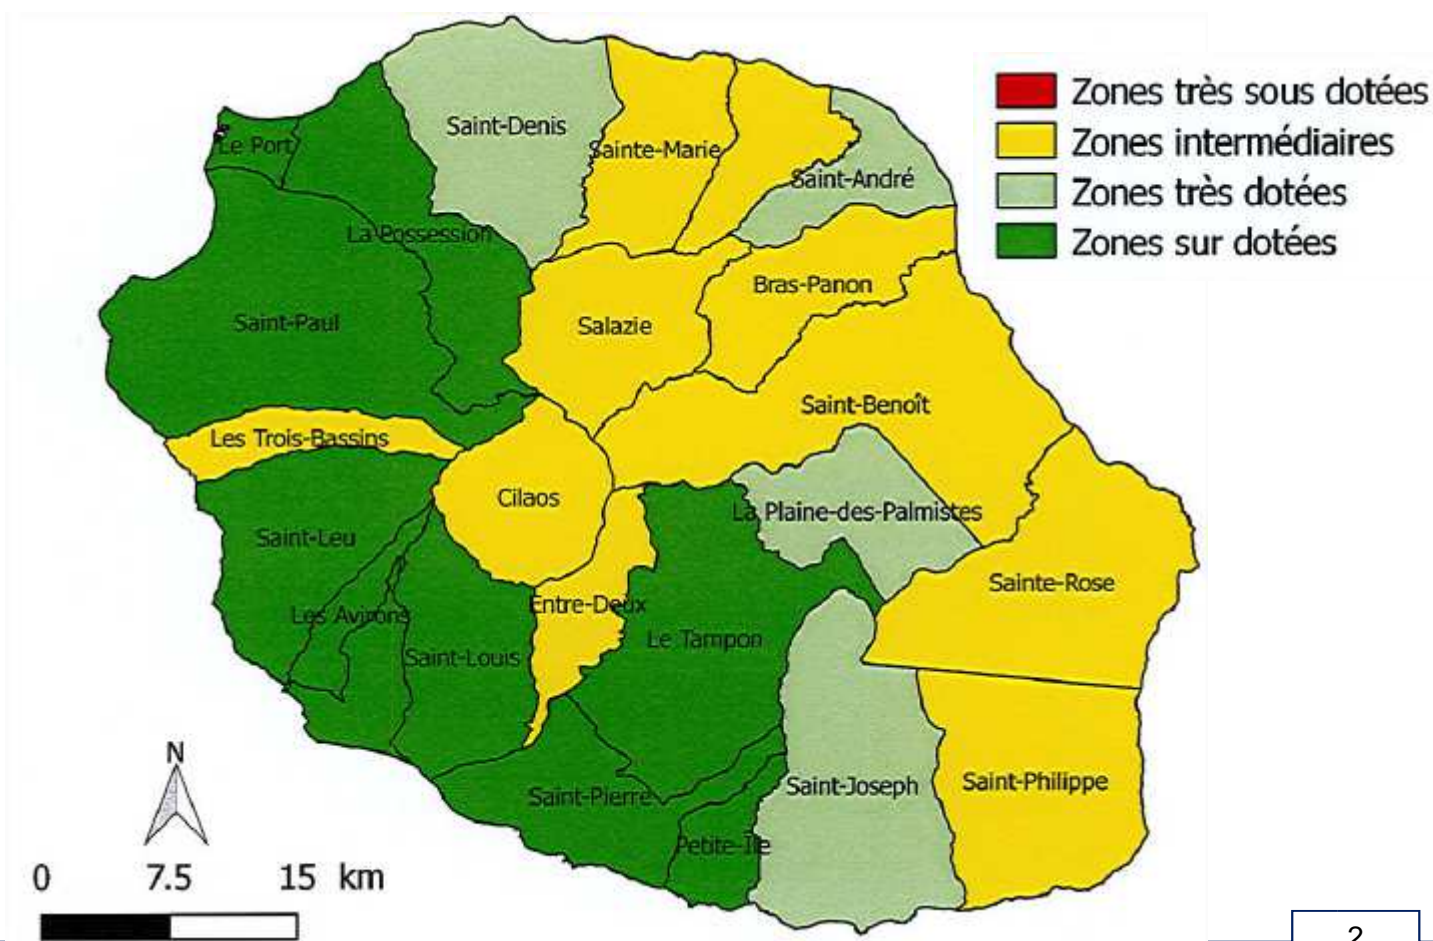 Zones très sous dotées
Zones intermédiaires
Zones très dotées
Zones sur dotées
Saint-Denis
Le Port
Sainte-Marie
Saint-André
La Possession
Bras-Panon
Saint-Paul
Salazie
Saint-Benoît
Les Trois-Bassins
Cilaos
La Plaine-des-Palmistes
Saint-Leu
Sainte-Rose
Entre-Deux
Les Avirons
Le Tampon
Saint-Louis
Saint-Philippe
Saint-Joseph
Saint-Pierre
Petite-Ile
N
0 7.5 15 km
2